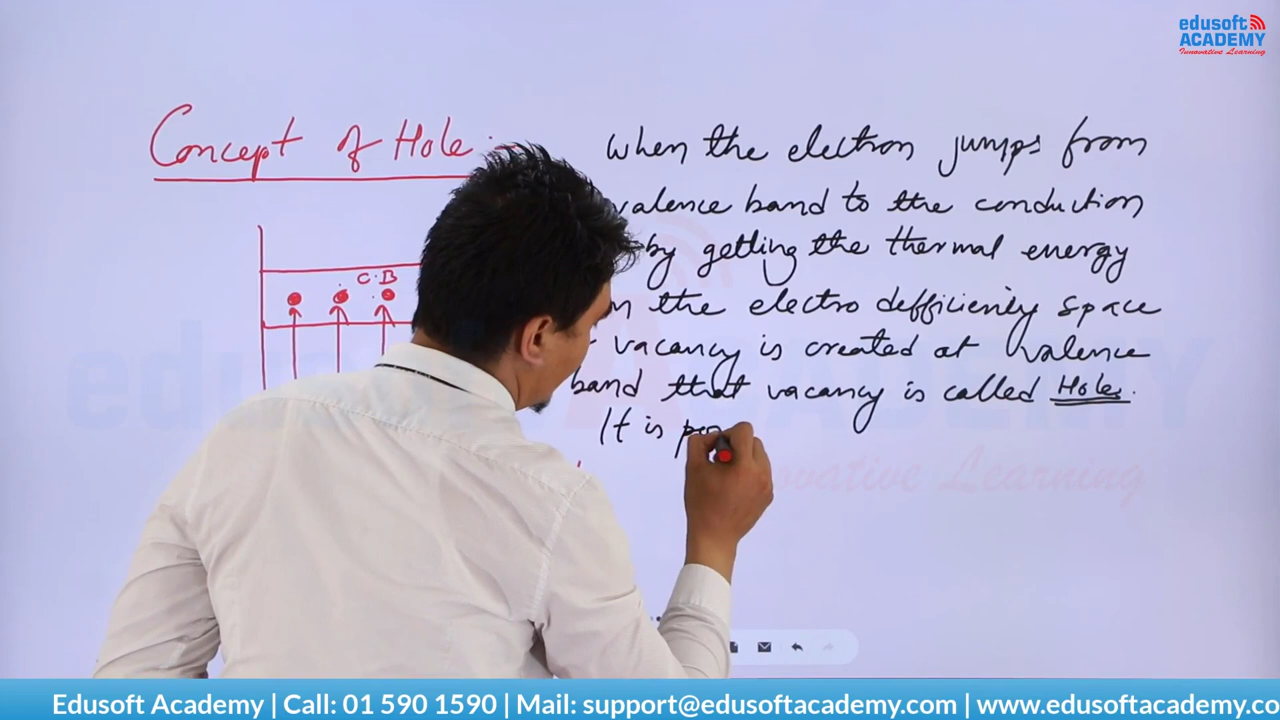 edusoft
ACADEMY
Innovative Learning
Concept of Hole :-
When the electron jumps from
valence band to the conduction
by getting the thermal energy
the electro defficiency space
vacancy is created at valence
band that vacancy is called Hole.
It is
C.B
Innovative Learning
Edusoft Academy | Call: 01 590 1590 | Mail: support@edusoftacademy.com | www.edusoftacademy.co